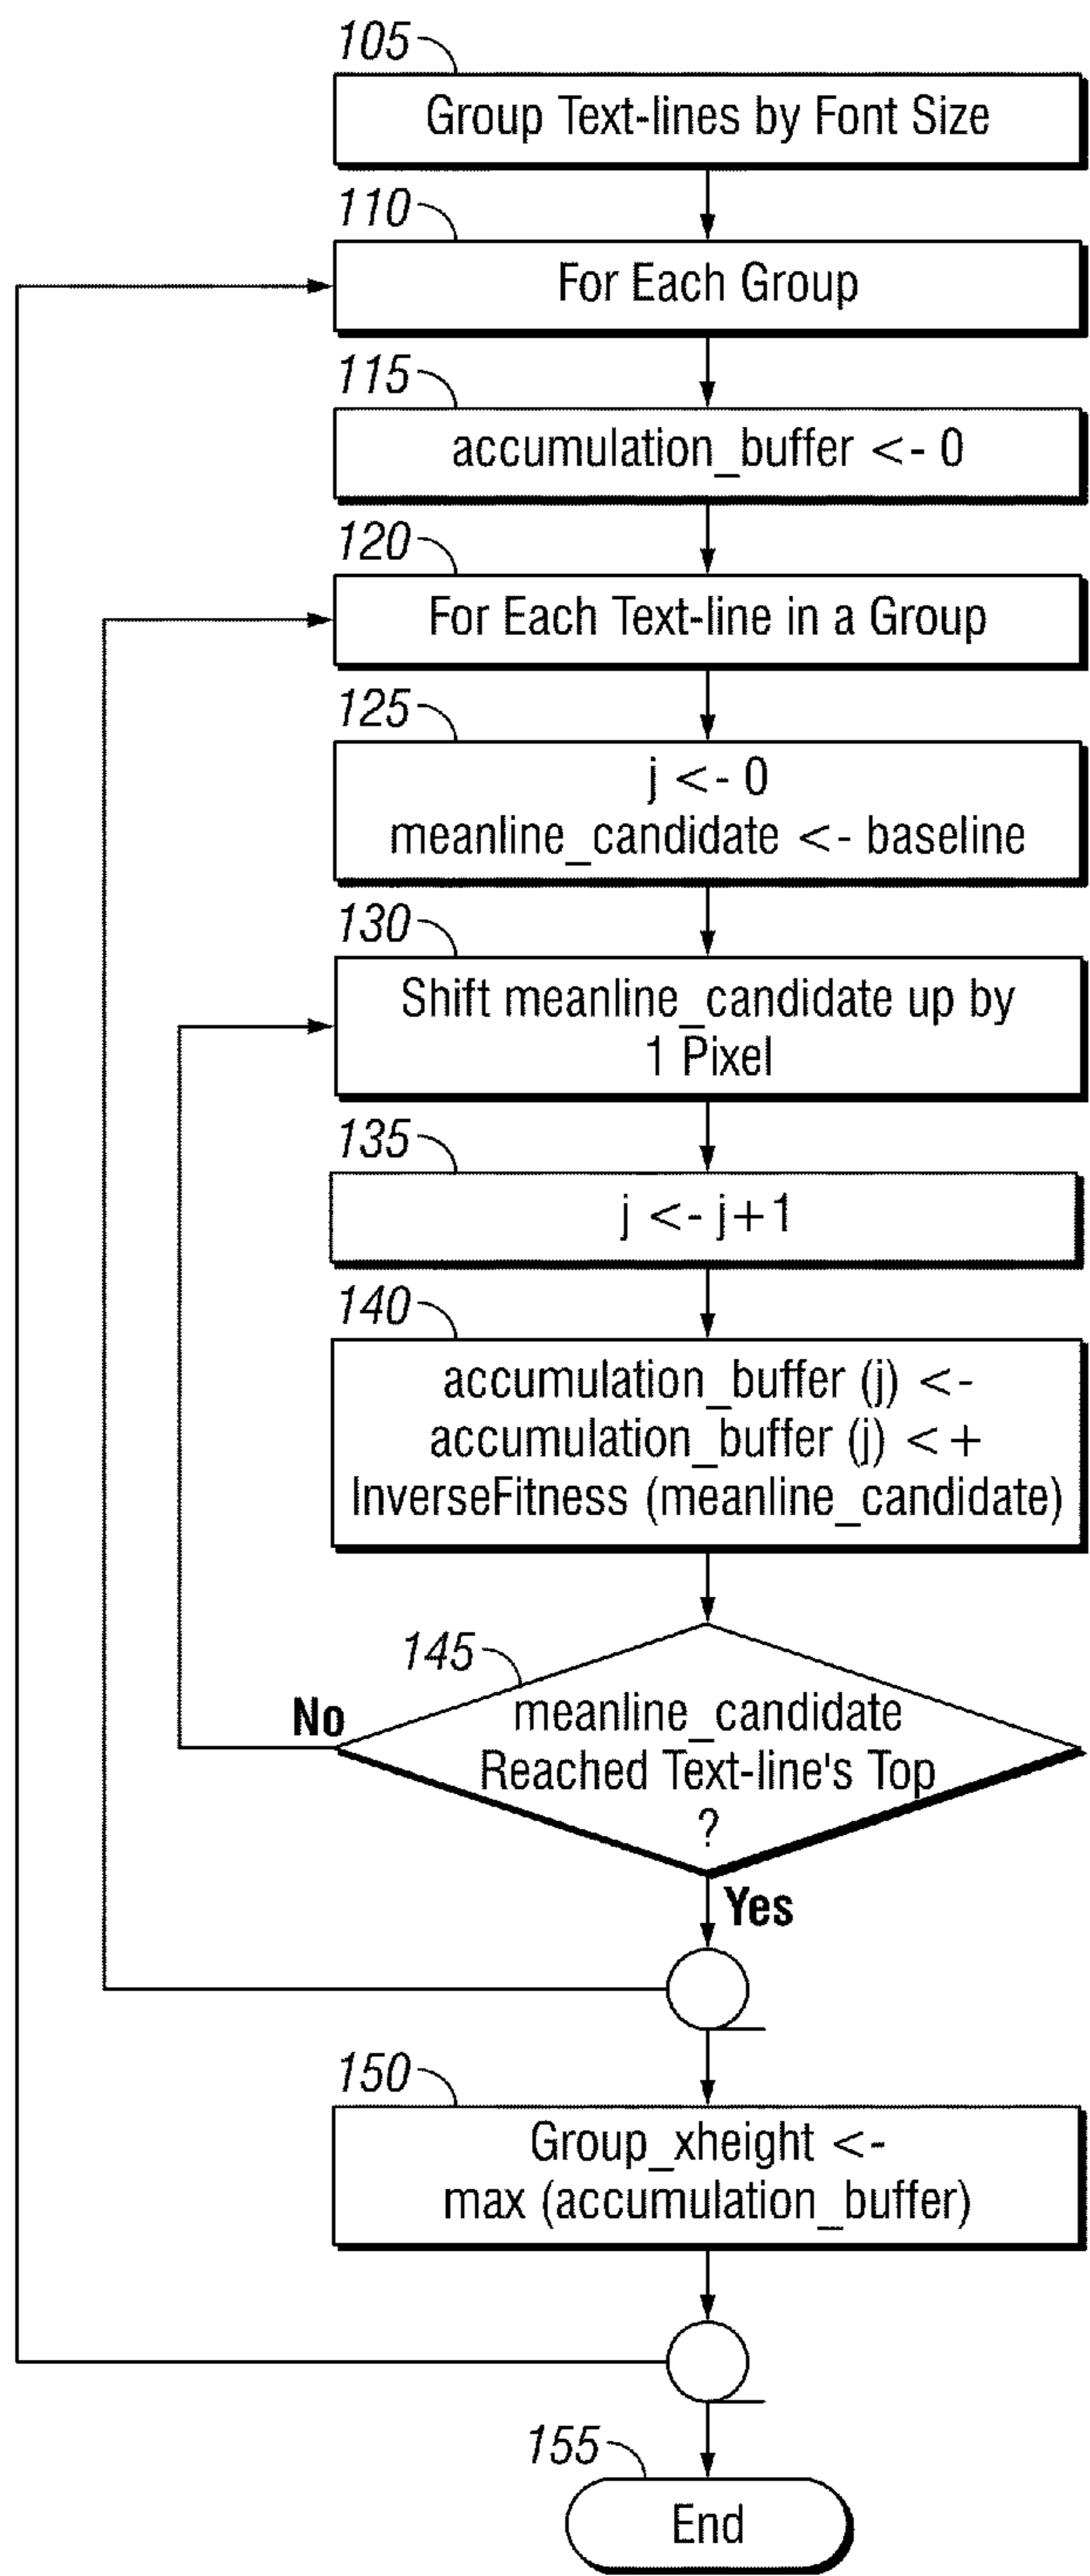 105
Group Text-lines by Font Size
110
For Each Group
115
accumulation_buffer <- 0
120
For Each Text-line in a Group
125
j <- 0
meanline_candidate <- baseline
130
Shift meanline_candidate up by
1 Pixel
135
j <- j+1
140
accumulation_buffer (j) <-
accumulation_buffer (j) <+
InverseFitness (meanline_candidate)
145
No
meanline_candidate
Reached Text-line's Top
?
Yes
150
Group_xheight <-
max (accumulation_buffer)
155
End